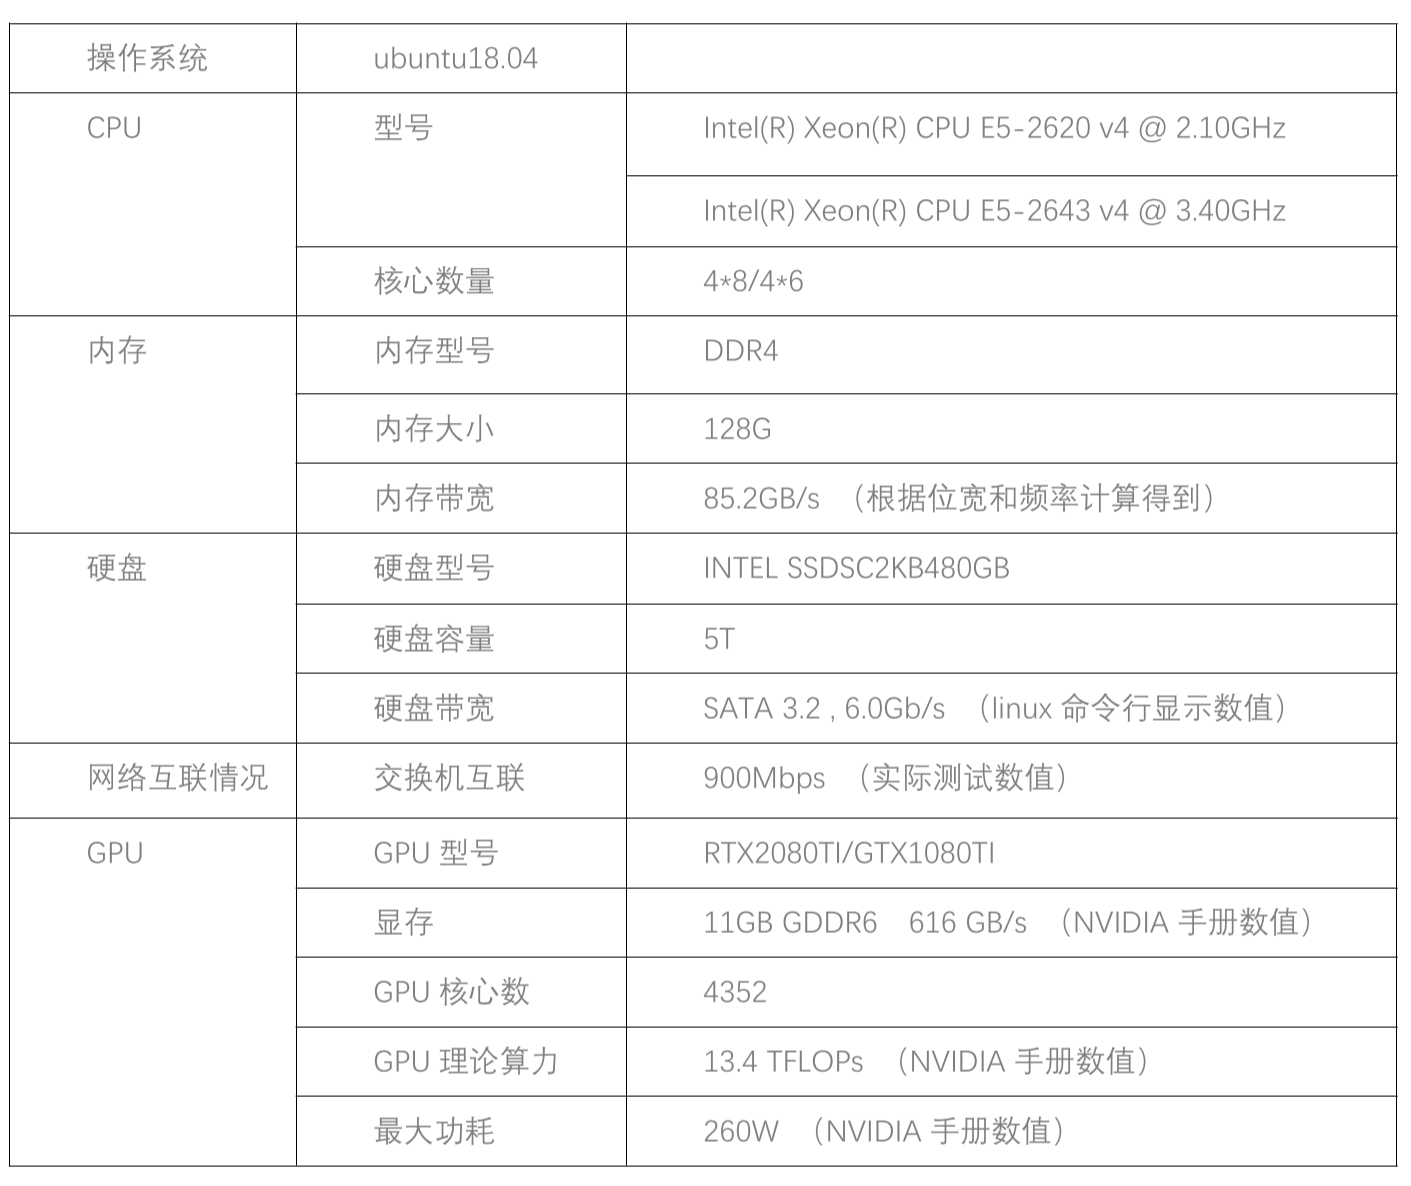 操作系统 ubuntu18.04
CPU 型号 Intel(R) Xeon(R) CPU E5-2620 v4 @ 2.10GHz
Intel(R) Xeon(R) CPU E5-2643 v4 @ 3.40GHz
核心数量 4*8/4*6
内存 内存型号 DDR4
内存大小 128G
内存带宽 85.2GB/s （根据位宽和频率计算得到）
硬盘 硬盘型号 INTEL SSDSC2KB480GB
硬盘容量 5T
硬盘带宽 SATA 3.2 , 6.0Gb/s （linux 命令行显示数值）
网络互联情况 交换机互联 900Mbps （实际测试数值）
GPU GPU 型号 RTX2080TI/GTX1080TI
显存 11GB GDDR6 616 GB/s （NVIDIA 手册数值）
GPU 核心数 4352
GPU 理论算力 13.4 TFLOPs （NVIDIA 手册数值）
最大功耗 260W （NVIDIA 手册数值）